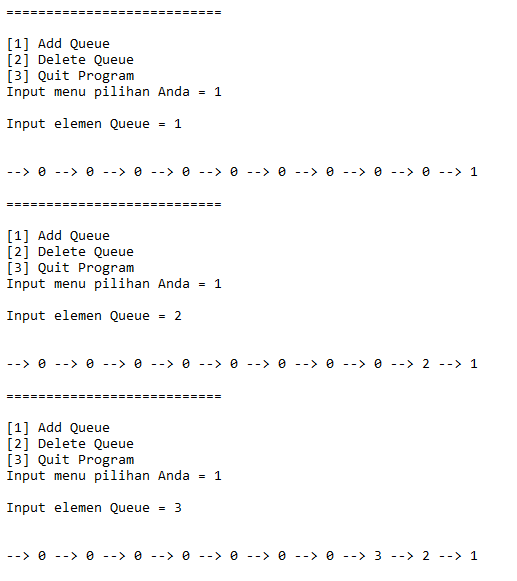 ===========================
[1] Add Queue
[2] Delete Queue
[3] Quit Program
Input menu pilihan Anda = 1
Input elemen Queue = 1
--> 0 --> 0 --> 0 --> 0 --> 0 --> 0 --> 0 --> 0 --> 0 --> 1
===========================
[1] Add Queue
[2] Delete Queue
[3] Quit Program
Input menu pilihan Anda = 1
Input elemen Queue = 2
--> 0 --> 0 --> 0 --> 0 --> 0 --> 0 --> 0 --> 0 --> 2 --> 1
===========================
[1] Add Queue
[2] Delete Queue
[3] Quit Program
Input menu pilihan Anda = 1
Input elemen Queue = 3
--> 0 --> 0 --> 0 --> 0 --> 0 --> 0 --> 0 --> 3 --> 2 --> 1